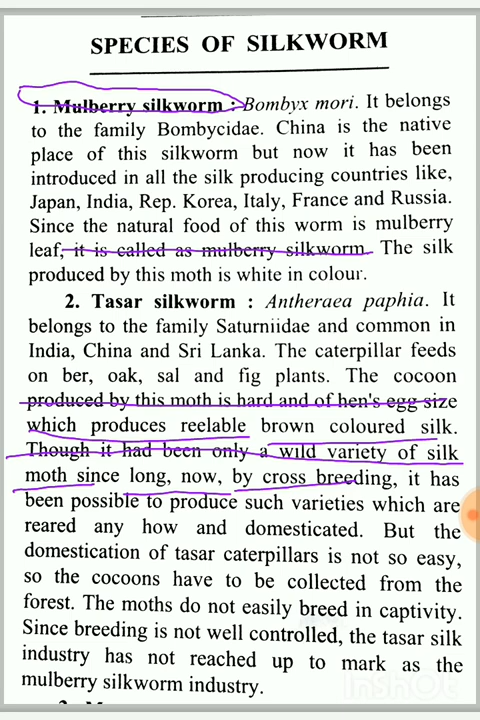 SPECIES OF SILKWORM
1. Mulberry silkworm : Bombyx mori. It belongs
to the family Bombycidae. China is the native
place of this silkworm but now it has been
introduced in all the silk producing countries like,
Japan, India, Rep. Korea, Italy, France and Russia.
Since the natural food of this worm is mulberry
leaf, it is called as mulberry silkworm. The silk
produced by this moth is white in colour.
2. Tasar silkworm : Antheraea paphia. It
belongs to the family Saturniidae and common in
India, China and Sri Lanka. The caterpillar feeds
on ber, oak, sal and fig plants. The cocoon
produced by this moth is hard and of hen's egg size
which produces reelable brown coloured silk.
Though it had been only a wild variety of silk
moth since long, now, by cross breeding, it has
been possible to produce such varieties which are
reared any how and domesticated. But the
domestication of tasar caterpillars is not so easy,
so the cocoons have to be collected from the
forest. The moths do not easily breed in captivity.
Since breeding is not well controlled, the tasar silk
industry has not reached up to mark as the
mulberry silkworm industry.
InShOt